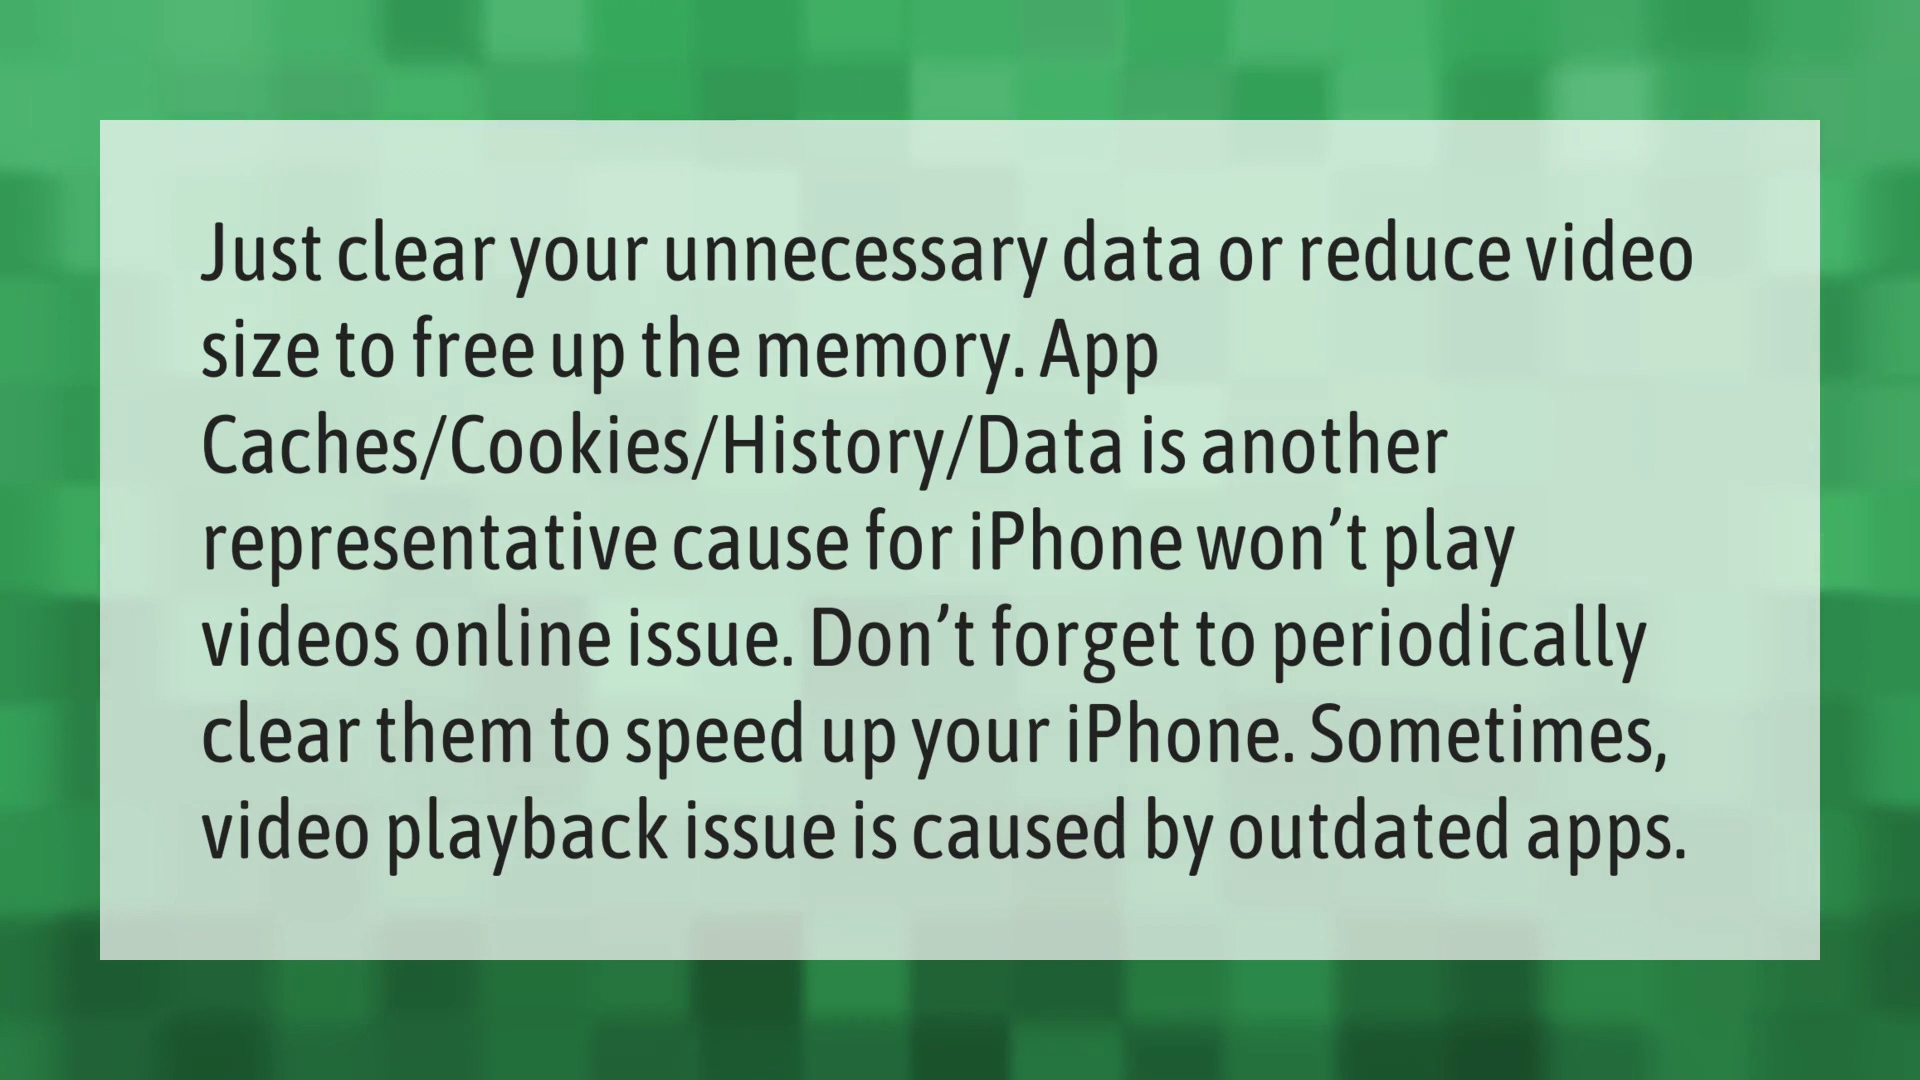 Just clear your unnecessary data or reduce video
size to free up the memory. App
Caches/Cookies/History/Data is another
representative cause for iPhone won’t play
videos online issue. Don’t forget to periodically
clear them to speed up your iPhone. Sometimes,
video playback issue is caused by outdated apps.